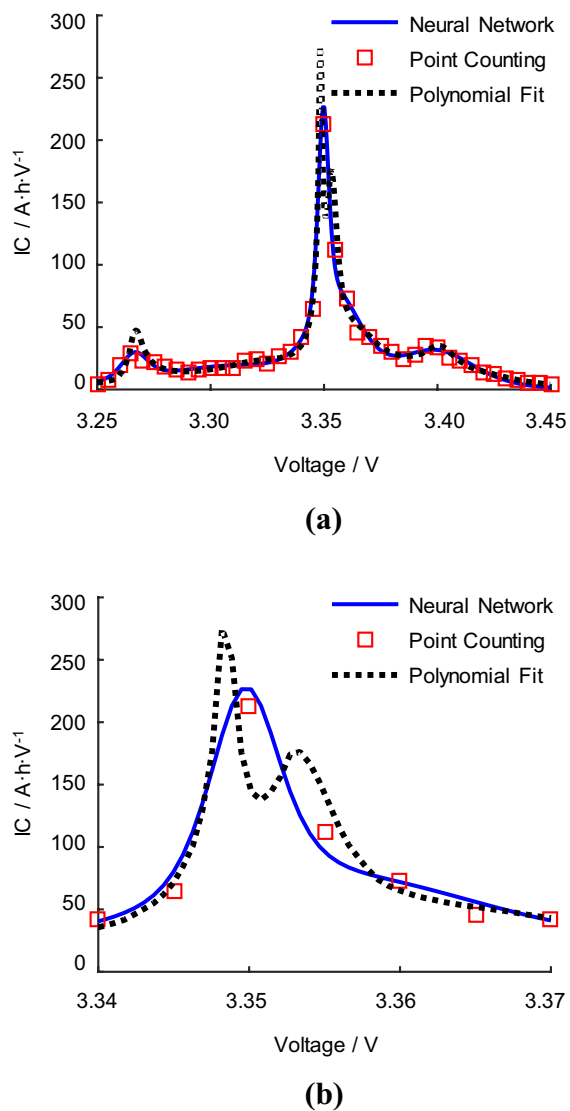 300
250
200
150
100
50
0
IC / A·h·V⁻¹
Neural Network
Point Counting
Polynomial Fit
3.25 3.30 3.35 3.40 3.45
Voltage / V
(a)
300
250
200
150
100
50
0
IC / A·h·V⁻¹
Neural Network
Point Counting
Polynomial Fit
3.34 3.35 3.36 3.37
Voltage / V
(b)